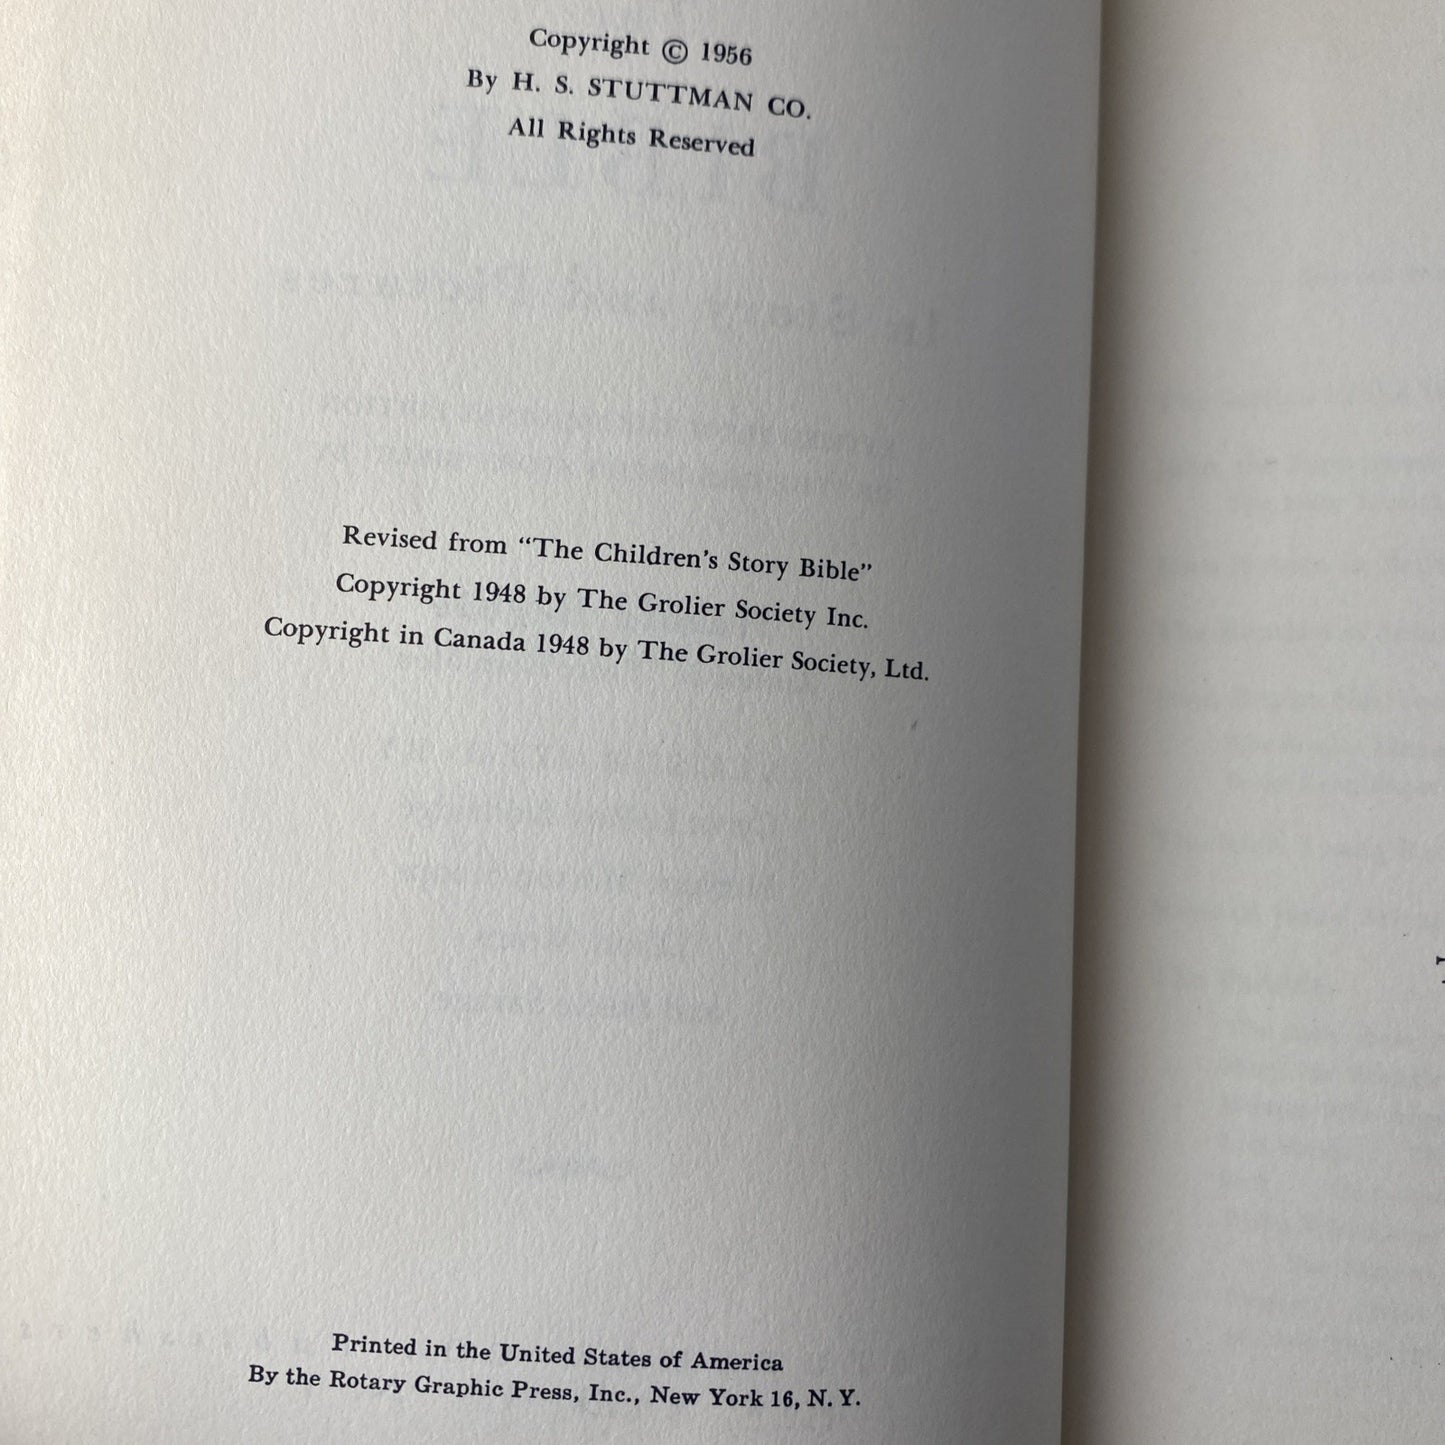 Copyright © 1956
By H. S. STUTTMAN CO.
All Rights Reserved
Revised from “The Children’s Story Bible”
Copyright 1948 by The Grolier Society Inc.
Copyright in Canada 1948 by The Grolier Society, Ltd.
Printed in the United States of America
By the Rotary Graphic Press, Inc., New York 16, N. Y.